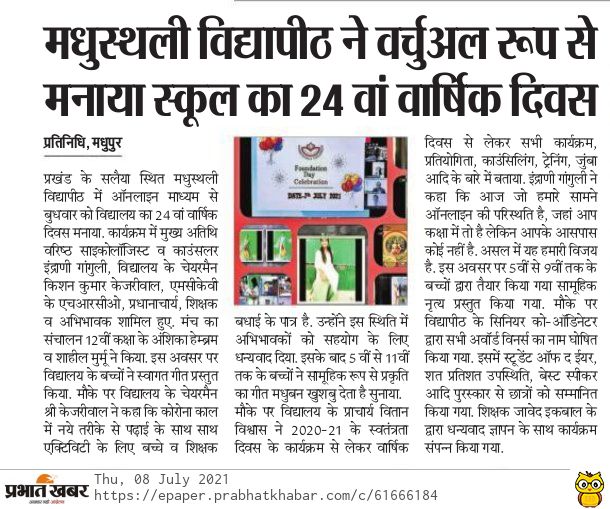 मधुस्थली विद्यापीठ ने वर्चुअल रूप से
मनाया स्कूल का 24 वां वार्षिक दिवस
प्रतिनिधि, मधुपुर
प्रखंड के सलैया स्थित मधुस्थली
विद्यापीठ में ऑनलाइन माध्यम से
बुधवार को विद्यालय का 24 वां वार्षिक
दिवस मनाया. कार्यक्रम में मुख्य अतिथि
वरिष्ठ साइकोलॉजिस्ट व काउंसलर
इंद्राणी गांगुली, विद्यालय के चेयरमैन
किशन कुमार केजरीवाल, एमसीकेवी
के एचआरसीओ, प्रधानाचार्य, शिक्षक
व अभिभावक शामिल हुए. मंच का
संचालन 12वीं कक्षा के अंशिका हेम्ब्रम
व शाहील मुर्मू ने किया. इस अवसर पर
विद्यालय के बच्चों ने स्वागत गीत प्रस्तुत
किया. मौके पर विद्यालय के चेयरमैन
श्री केजरीवाल ने कहा कि कोरोना काल
में नये तरीके से पढ़ाई के साथ साथ
एक्टिविटी के लिए बच्चे व शिक्षक
Foundation
Day
Celebration
DATE-7th JULY 2021
बधाई के पात्र है. उन्होंने इस स्थिति में
अभिभावकों को सहयोग के लिए
धन्यवाद दिया. इसके बाद 5 वीं से 11वीं
तक के बच्चों ने सामूहिक रूप से प्रकृति
का गीत मधुबन खुशबु देता है सुनाया.
मौके पर विद्यालय के प्राचार्य वितान
विश्वास ने 2020-21 के स्वतंत्रता
दिवस के कार्यक्रम से लेकर वार्षिक
दिवस से लेकर सभी कार्यक्रम,
प्रतियोगिता, काउंसिलिंग, ट्रेनिंग, जुंबा
आदि के बारे में बताया. इंद्राणी गांगुली ने
कहा कि आज जो हमारे सामने
ऑनलाइन की परिस्थति है, जहां आप
कक्षा में तो है लेकिन आपके आसपास
कोई नहीं है. असल में यह हमारी विजय
है. इस अवसर पर 5वीं से 9वीं तक के
बच्चों द्वारा तैयार किया गया सामूहिक
नृत्य प्रस्तुत किया गया. मौके पर
विद्यापीठ के सिनियर को-ऑडिनेटर
द्वारा सभी अवॉर्ड विनर्स का नाम घोषित
किया गया. इसमें स्टूडेंट ऑफ द ईयर,
शत प्रतिशत उपस्थिति, बेस्ट स्पीकर
आदि पुरस्कार से छात्रों को सम्मानित
किया गया. शिक्षक जावेद इकबाल के
द्वारा धन्यवाद ज्ञापन के साथ कार्यक्रम
संपन्न किया गया.
प्रभात खबर
अखबार नहीं आंदोलन
Thu, 08 July 2021
https://epaper.prabhatkhabar.com/c/61666184